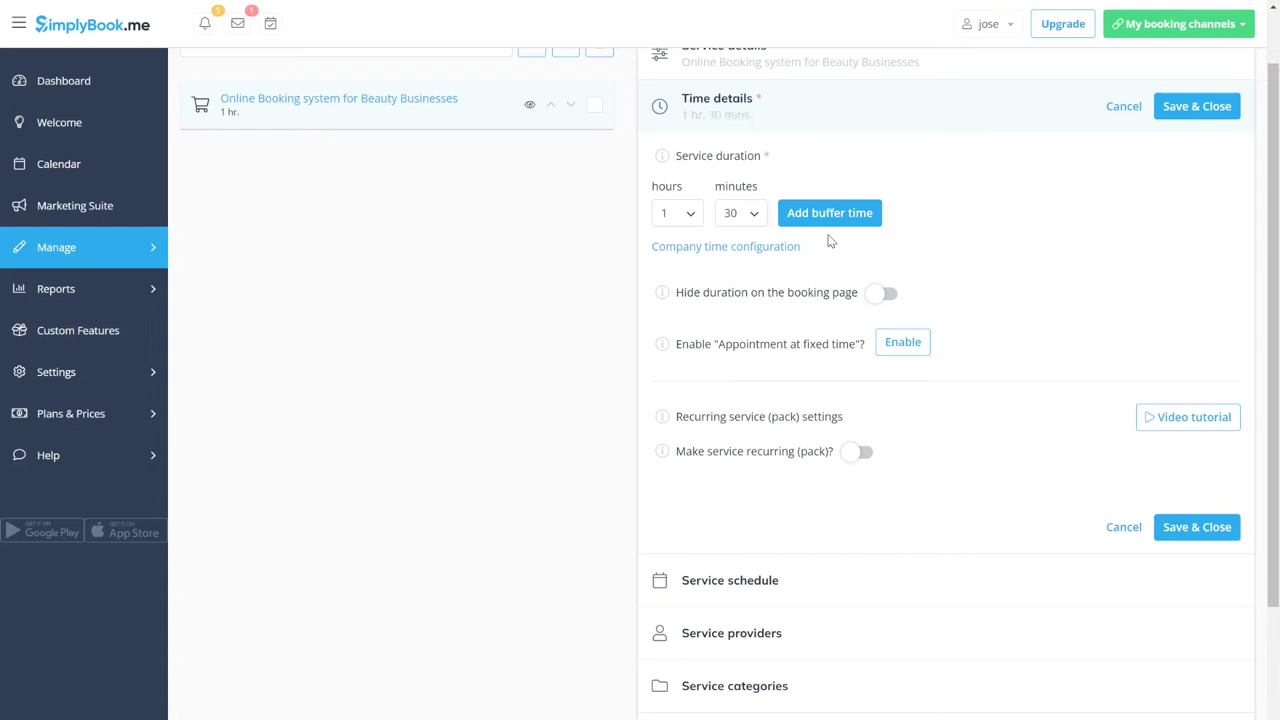 SimplyBook.me
5
1
jose
Upgrade
My booking channels
Dashboard
Welcome
Calendar
Marketing Suite
Manage
Reports
Custom Features
Settings
Plans & Prices
Help
GET IT ON
Google Play
GET IT ON
App Store
Online Booking system for Beauty Businesses
1 hr.
Service details
Online Booking system for Beauty Businesses
Time details *
1 hr. 30 mins.
Cancel
Save & Close
Service duration *
hours
minutes
1
30
Add buffer time
Company time configuration
Hide duration on the booking page
Enable "Appointment at fixed time"?
Enable
Recurring service (pack) settings
Video tutorial
Make service recurring (pack)?
Cancel
Save & Close
Service schedule
Service providers
Service categories